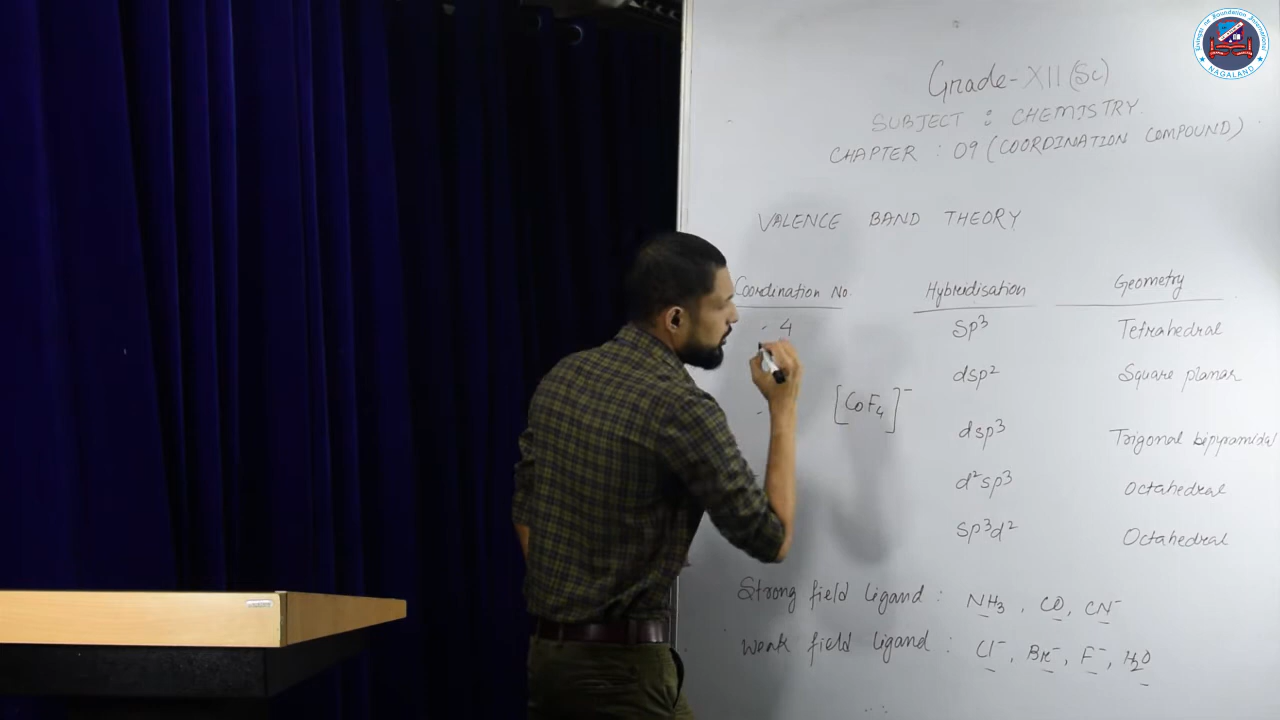 Grade-XII (Sc)
SUBJECT : CHEMISTRY.
CHAPTER : 09 (COORDINATION COMPOUND)
VALENCE BAND THEORY
Coordination No. Hybridisation Geometry
- 4 Sp³ Tetrahedral
dsp² Square planar
[CoF₄]⁻
dsp³ Trigonal bipyramidal
d²sp³ Octahedral
Sp³d² Octahedral
Strong field ligand : NH₃, CO, CN⁻
Weak field ligand : Cl⁻, Br⁻, F⁻, H₂O
NAGALAND